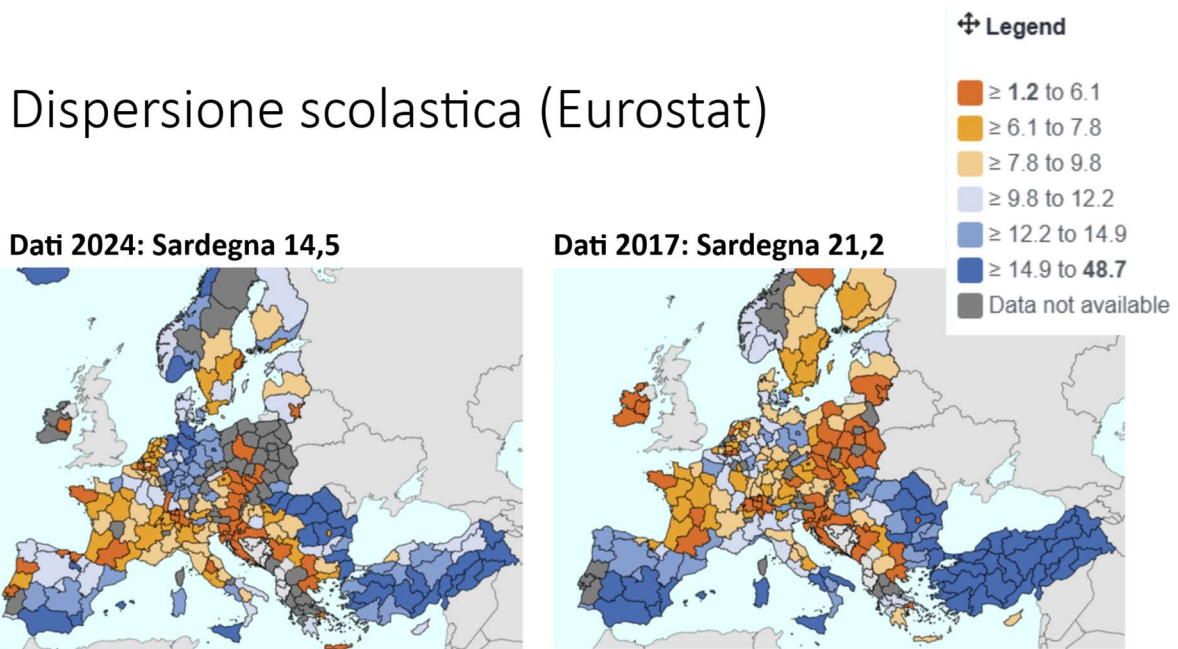 Legend
Dispersione scolastica (Eurostat)
≥ 1.2 to 6.1
≥ 6.1 to 7.8
≥ 7.8 to 9.8
≥ 9.8 to 12.2
≥ 12.2 to 14.9
≥ 14.9 to 48.7
Data not available
Dati 2024: Sardegna 14,5
Dati 2017: Sardegna 21,2